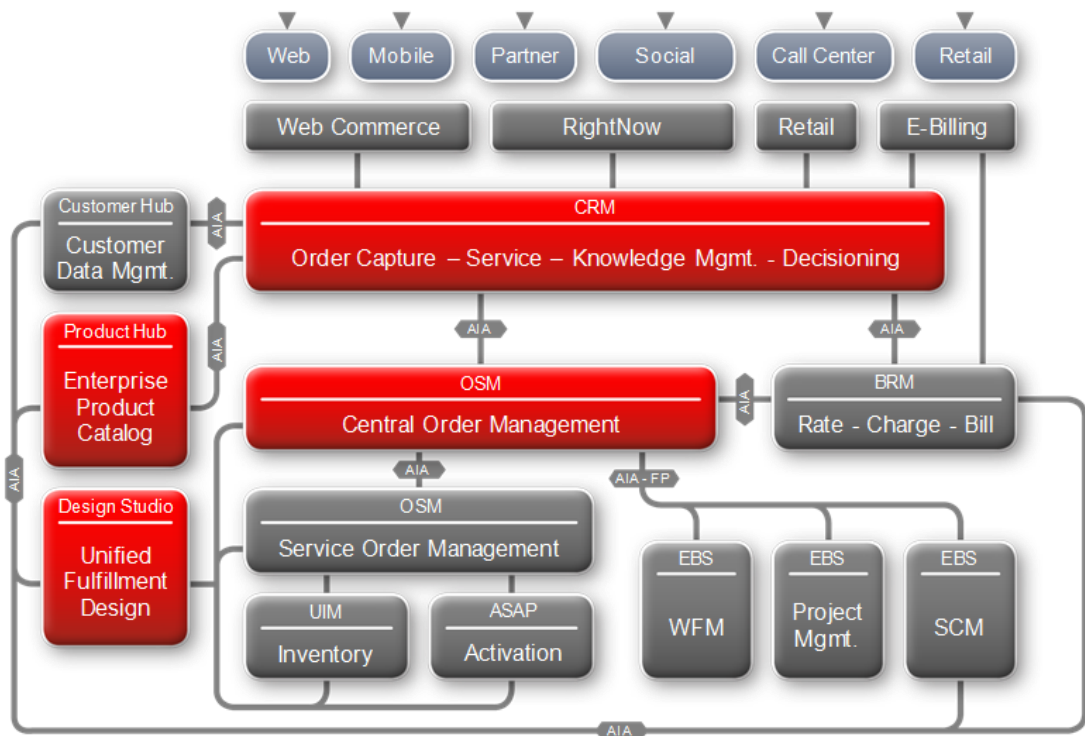 Web
Mobile
Partner
Social
Call Center
Retail
Web Commerce
RightNow
Retail
E-Billing
Customer Hub
Customer
Data Mgmt.
AIA
CRM
Order Capture – Service – Knowledge Mgmt. - Decisioning
Product Hub
Enterprise
Product
Catalog
AIA
AIA
AIA
OSM
Central Order Management
AIA
BRM
Rate - Charge - Bill
AIA
AIA
AIA - FP
Design Studio
Unified
Fulfillment
Design
OSM
Service Order Management
UIM
Inventory
ASAP
Activation
EBS
WFM
EBS
Project
Mgmt.
EBS
SCM
AIA